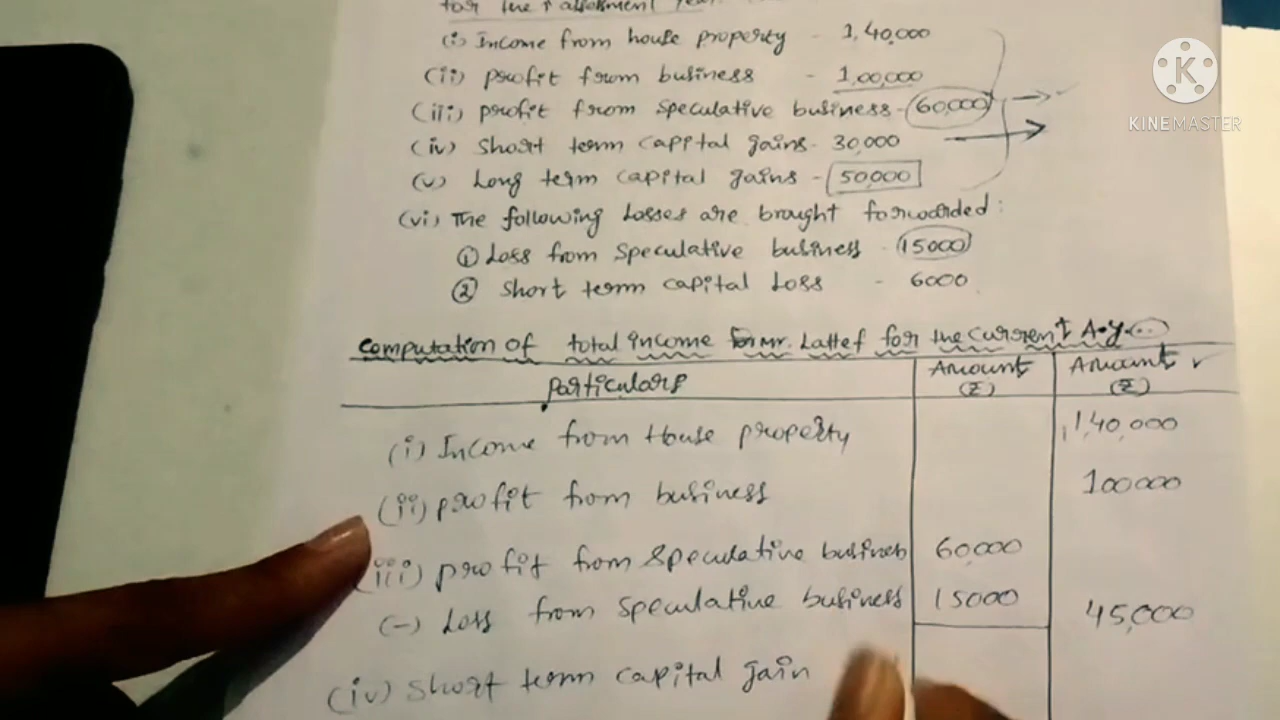 for the assessment year
(i) Income from house property - 1,40,000
(ii) profit from business - 1,00,000
(iii) profit from speculative business - 60,000
(iv) short term capital gains - 30,000
(v) Long term capital gains - 50,000
(vi) The following losses are brought forwarded:
① Loss from speculative business - 15000
② short term capital Loss - 6000
computation of total income for Mr. Lattef for the current A.y...
particulars Amount (₹) Amount (₹)
(i) Income from House property 1,40,000
(ii) profit from business 100000
(iii) profit from speculative business 60,000
(-) Loss from speculative business 15000 45,000
(iv) short term capital gain
K
KINEMASTER